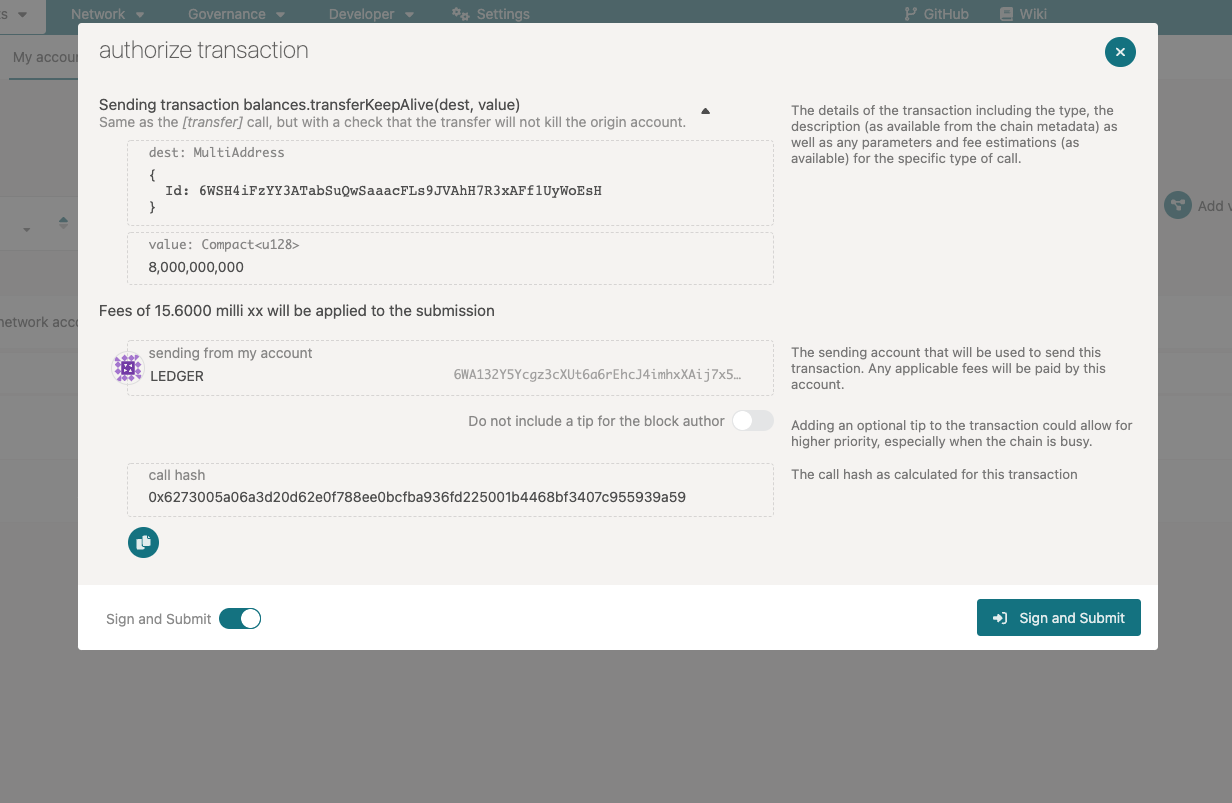 s
Network
Governance
Developer
Settings
GitHub
Wiki
My accoun
authorize transaction
Sending transaction balances.transferKeepAlive(dest, value)
Same as the [transfer] call, but with a check that the transfer will not kill the origin account.
The details of the transaction including the type, the
description (as available from the chain metadata) as
well as any parameters and fee estimations (as
available) for the specific type of call.
dest: MultiAddress
{
Id: 6WSH4iFzYY3ATabSuQwSaaacFLs9JVAhH7R3xAFf1UyWoEsH
}
Add v
value: Compact<u128>
8,000,000,000
Fees of 15.6000 milli xx will be applied to the submission
network acco
sending from my account
LEDGER
6WA132Y5Ycgz3cXUt6a6rEhcJ4imhxXAij7x5…
The sending account that will be used to send this
transaction. Any applicable fees will be paid by this
account.
Do not include a tip for the block author
Adding an optional tip to the transaction could allow for
higher priority, especially when the chain is busy.
call hash
0x6273005a06a3d20d62e0f788ee0bcfba936fd225001b4468bf3407c955939a59
The call hash as calculated for this transaction
Sign and Submit
Sign and Submit